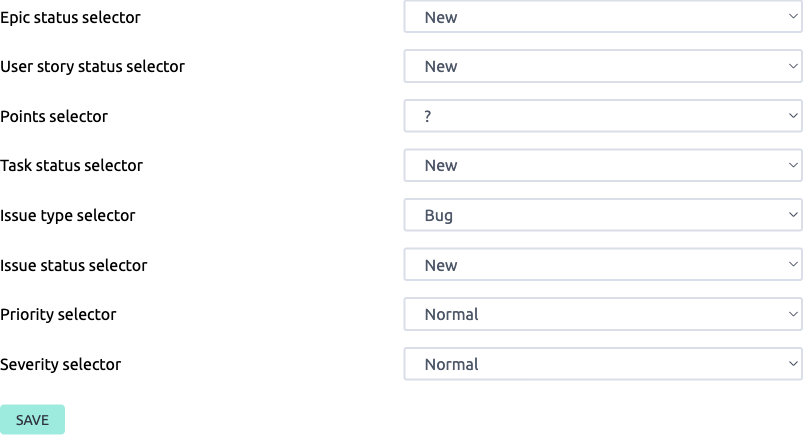 Epic status selector New
User story status selector New
Points selector ?
Task status selector New
Issue type selector Bug
Issue status selector New
Priority selector Normal
Severity selector Normal
SAVE